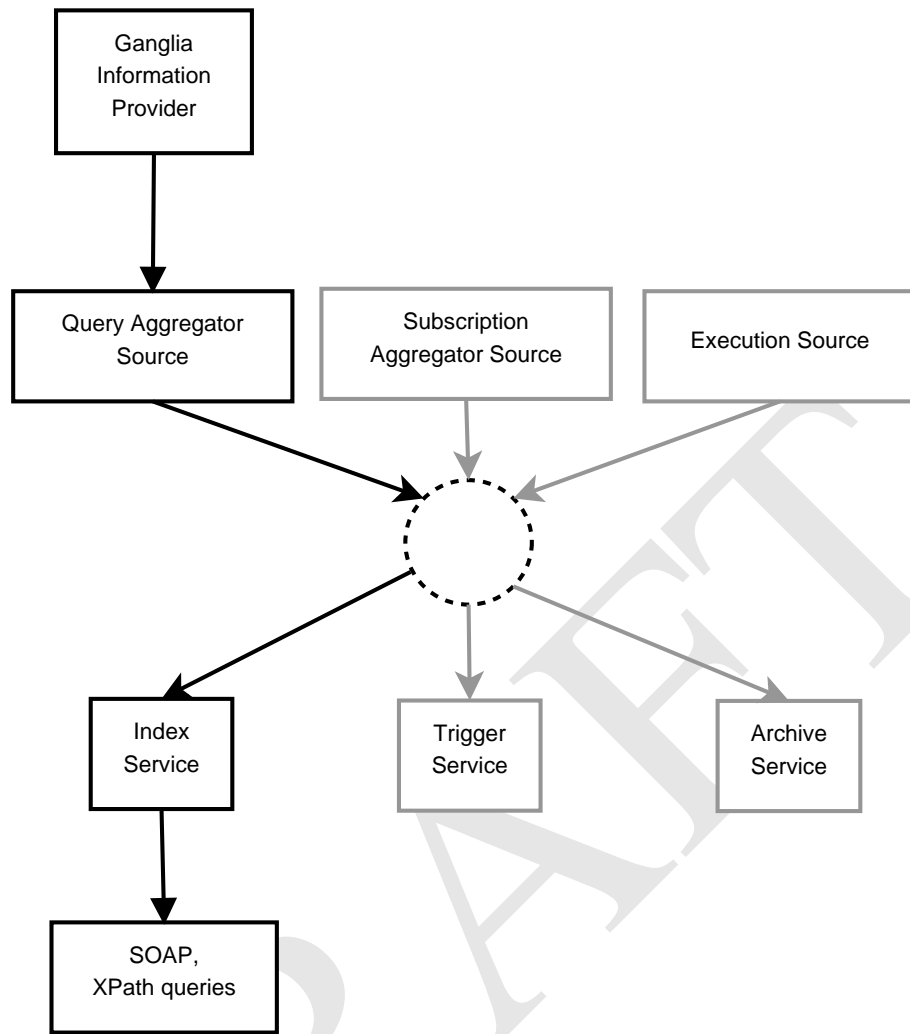 Ganglia
Information
Provider
Query Aggregator
Source
Subscription
Aggregator Source
Execution Source
Index
Service
Trigger
Service
Archive
Service
SOAP,
XPath queries